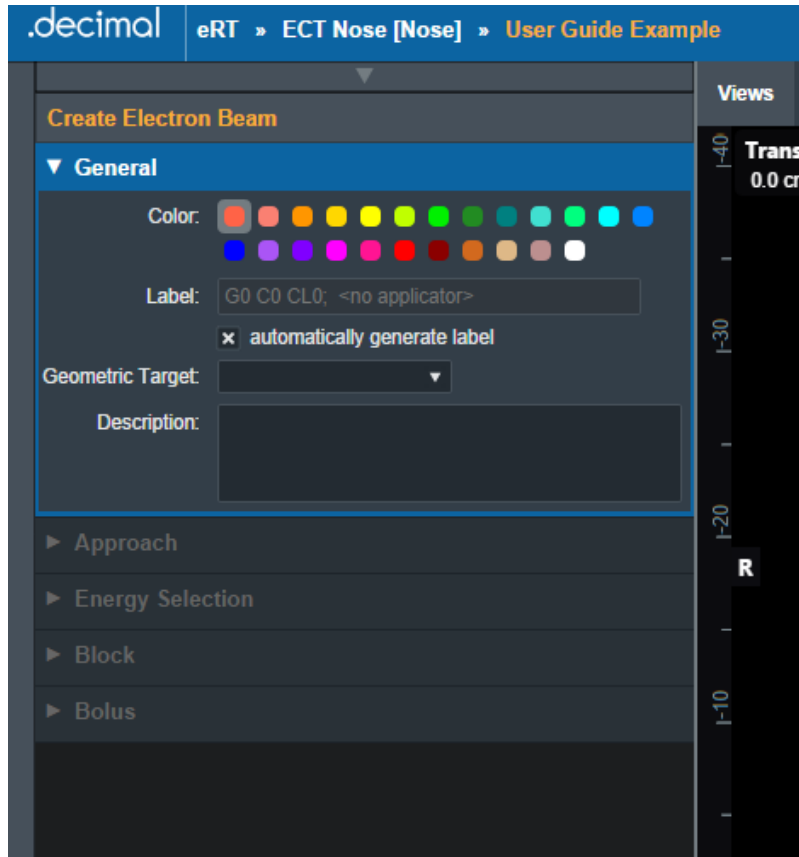 .decimal eRT » ECT Nose [Nose] » User Guide Example
Create Electron Beam
▼ General
Color:
Label: G0 C0 CL0; <no applicator>
x automatically generate label
Geometric Target:
Description:
► Approach
► Energy Selection
► Block
► Bolus
Views
Trans
0.0 cr
-40
-30
-20
R
-10